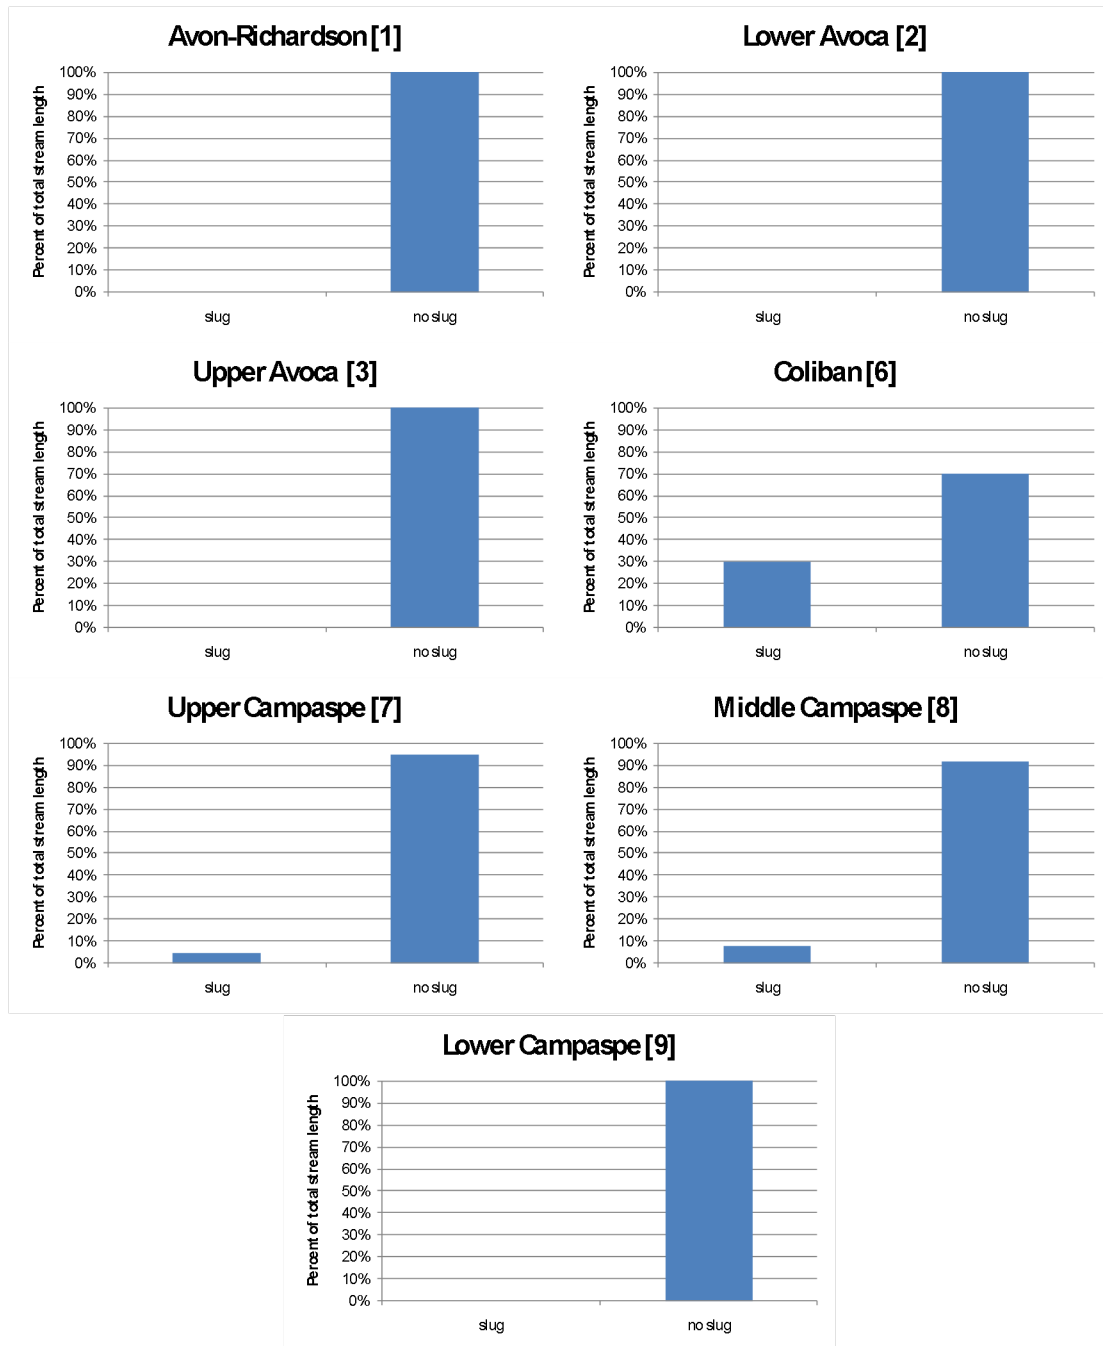 Avon-Richardson [1]
Percent of total stream length
100%
90%
80%
70%
60%
50%
40%
30%
20%
10%
0%
slug
no slug
Lower Avoca [2]
Percent of total stream length
100%
90%
80%
70%
60%
50%
40%
30%
20%
10%
0%
slug
no slug
Upper Avoca [3]
Percent of total stream length
100%
90%
80%
70%
60%
50%
40%
30%
20%
10%
0%
slug
no slug
Coliban [6]
Percent of total stream length
100%
90%
80%
70%
60%
50%
40%
30%
20%
10%
0%
slug
no slug
Upper Campaspe [7]
Percent of total stream length
100%
90%
80%
70%
60%
50%
40%
30%
20%
10%
0%
slug
no slug
Middle Campaspe [8]
Percent of total stream length
100%
90%
80%
70%
60%
50%
40%
30%
20%
10%
0%
slug
no slug
Lower Campaspe [9]
Percent of total stream length
100%
90%
80%
70%
60%
50%
40%
30%
20%
10%
0%
slug
no slug